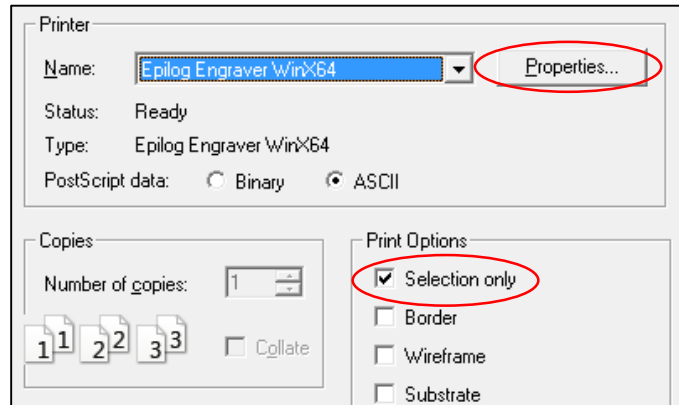 Printer
Name: Epilog Engraver WinX64 Properties...
Status: Ready
Type: Epilog Engraver WinX64
PostScript data: Binary ASCII
Copies
Number of copies: 1
1 1 2 2 3 3 Collate
Print Options
Selection only
Border
Wireframe
Substrate